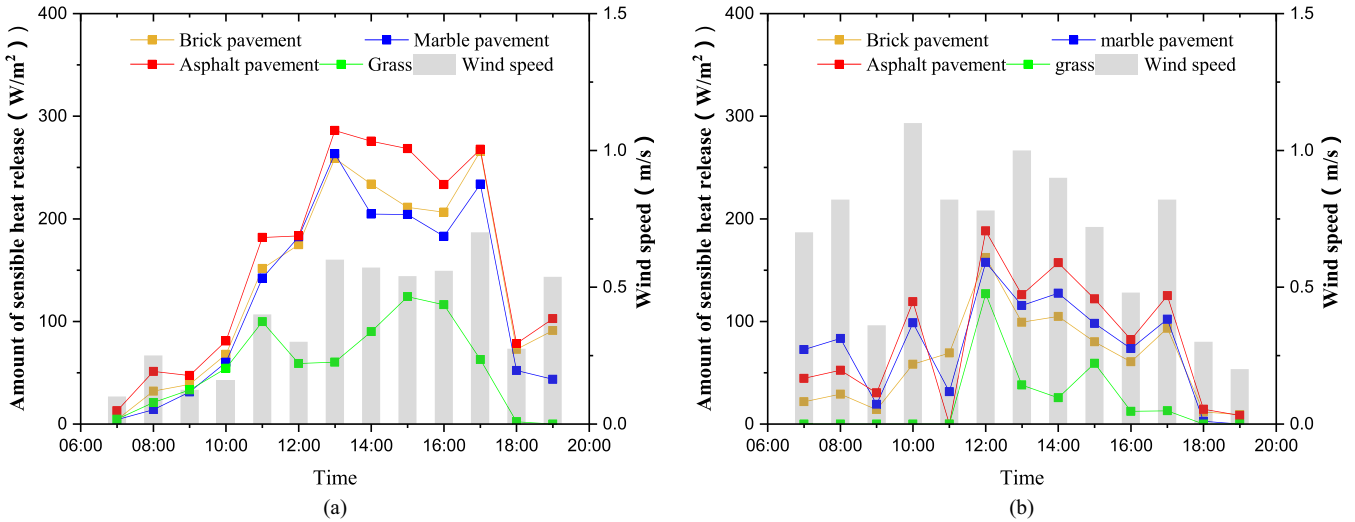 400
300
200
100
0
Amount of sensible heat release ( W/m² ) )
Brick pavement
Marble pavement
Asphalt pavement
Grass
Wind speed
1.5
1.0
0.5
0.0
Wind speed ( m/s )
06:00 08:00 10:00 12:00 14:00 16:00 18:00 20:00
Time
(a)
400
300
200
100
0
Amount of sensible heat release ( W/m² ) )
Brick pavement
marble pavement
Asphalt pavement
grass
Wind speed
1.5
1.0
0.5
0.0
Wind speed ( m/s )
06:00 08:00 10:00 12:00 14:00 16:00 18:00 20:00
Time
(b)